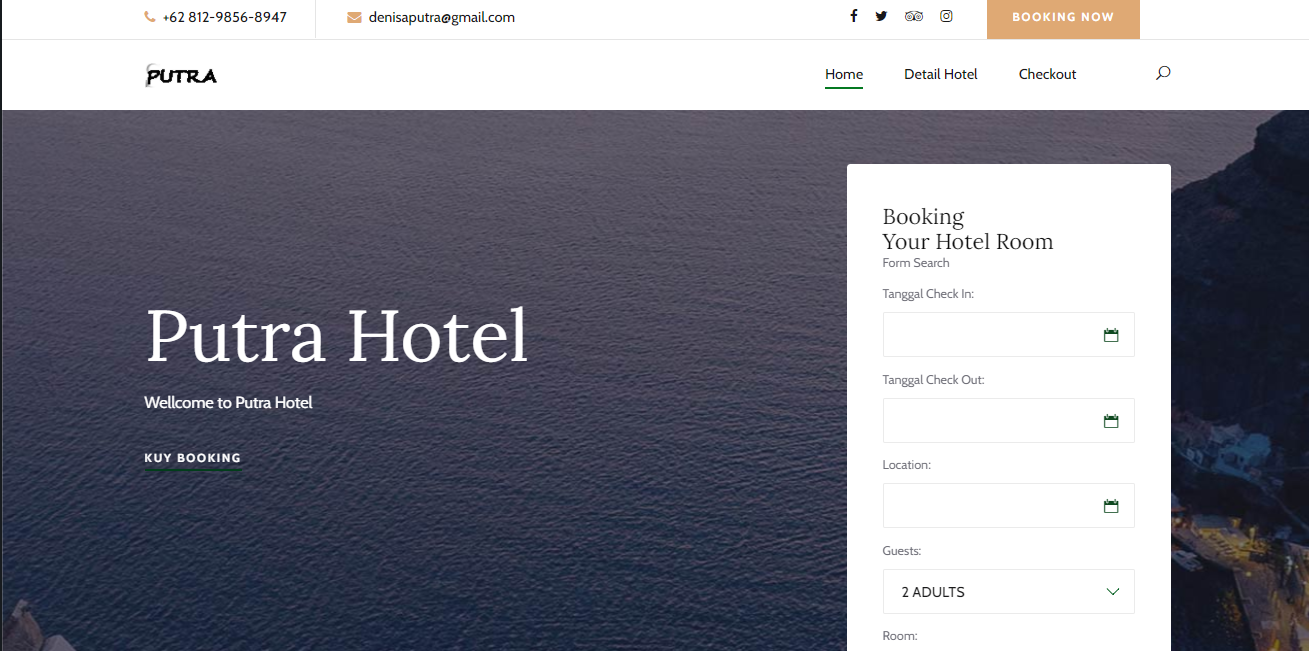 +62 812-9856-8947
denisaputra@gmail.com
BOOKING NOW
PUTRA
Home
Detail Hotel
Checkout
Putra Hotel
Wellcome to Putra Hotel
KUY BOOKING
Booking
Your Hotel Room
Form Search
Tanggal Check In:
Tanggal Check Out:
Location:
Guests:
2 ADULTS
Room: